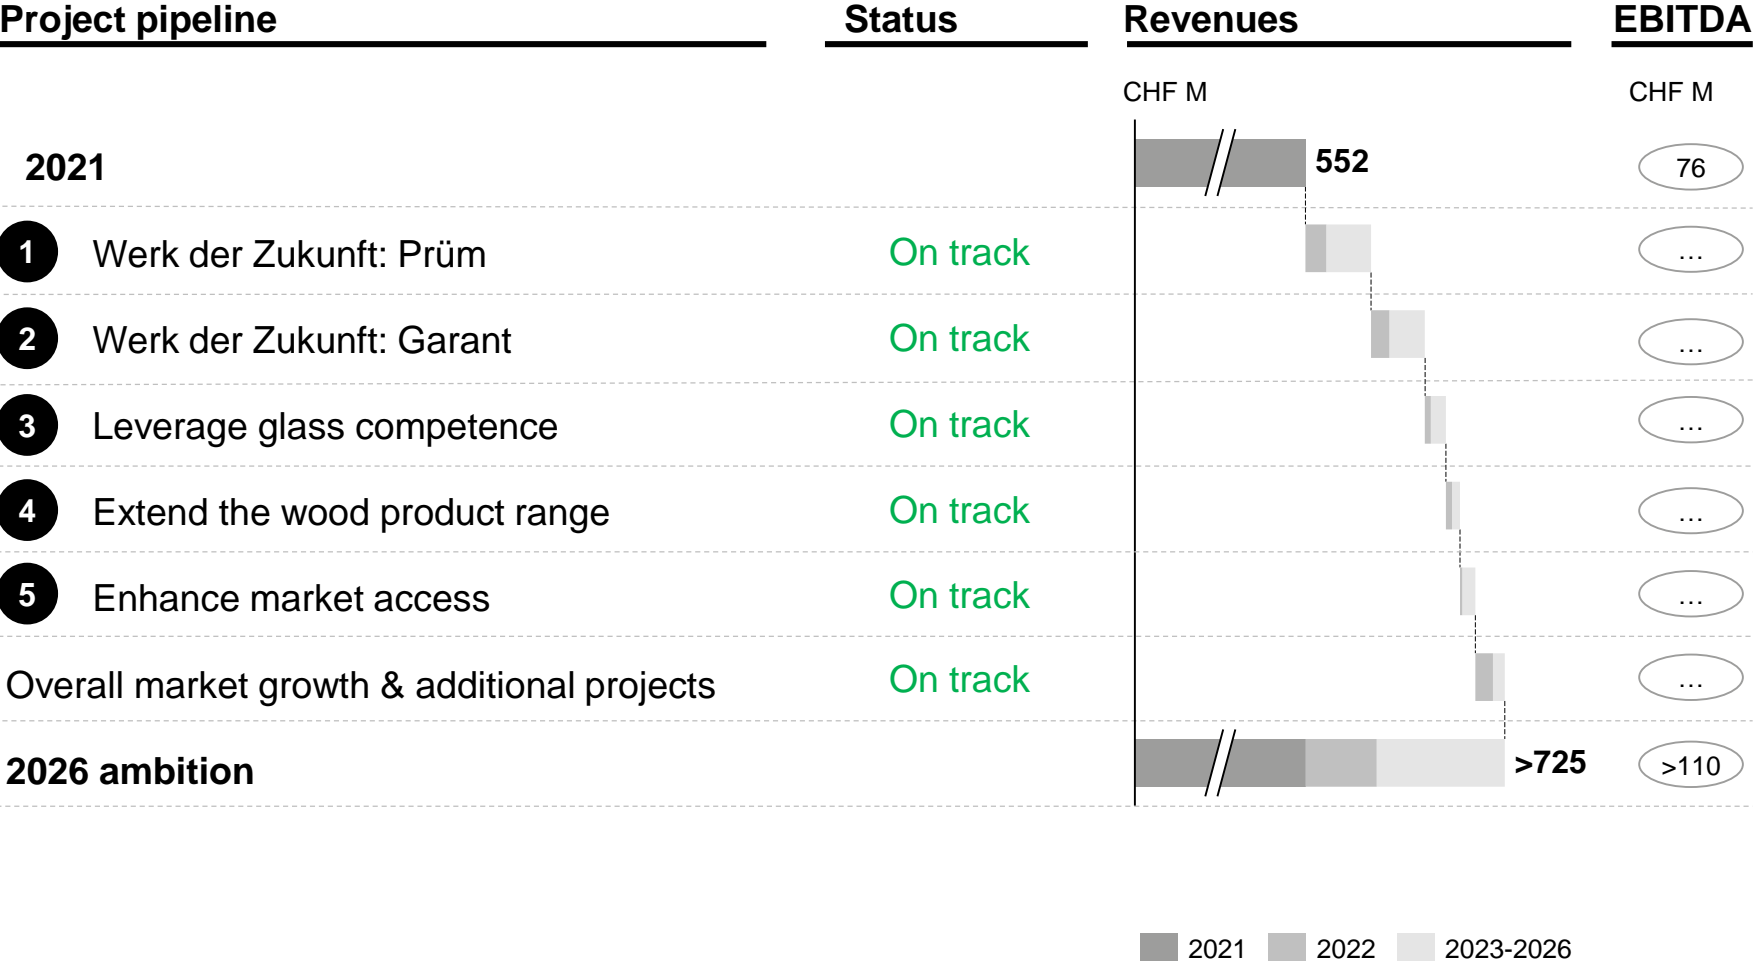 Project pipeline Status Revenues EBITDA
CHF M CHF M
2021 552 76
1 Werk der Zukunft: Prüm On track …
2 Werk der Zukunft: Garant On track …
3 Leverage glass competence On track …
4 Extend the wood product range On track …
5 Enhance market access On track …
Overall market growth & additional projects On track …
2026 ambition >725 >110
2021 2022 2023-2026